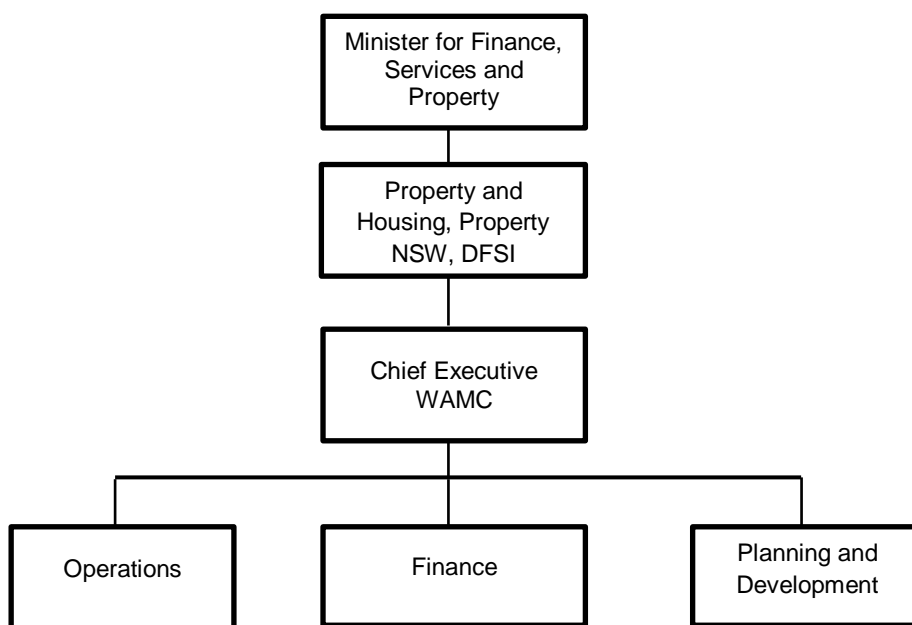 Minister for Finance,
Services and
Property
Property and
Housing, Property
NSW, DFSI
Chief Executive
WAMC
Operations
Finance
Planning and
Development